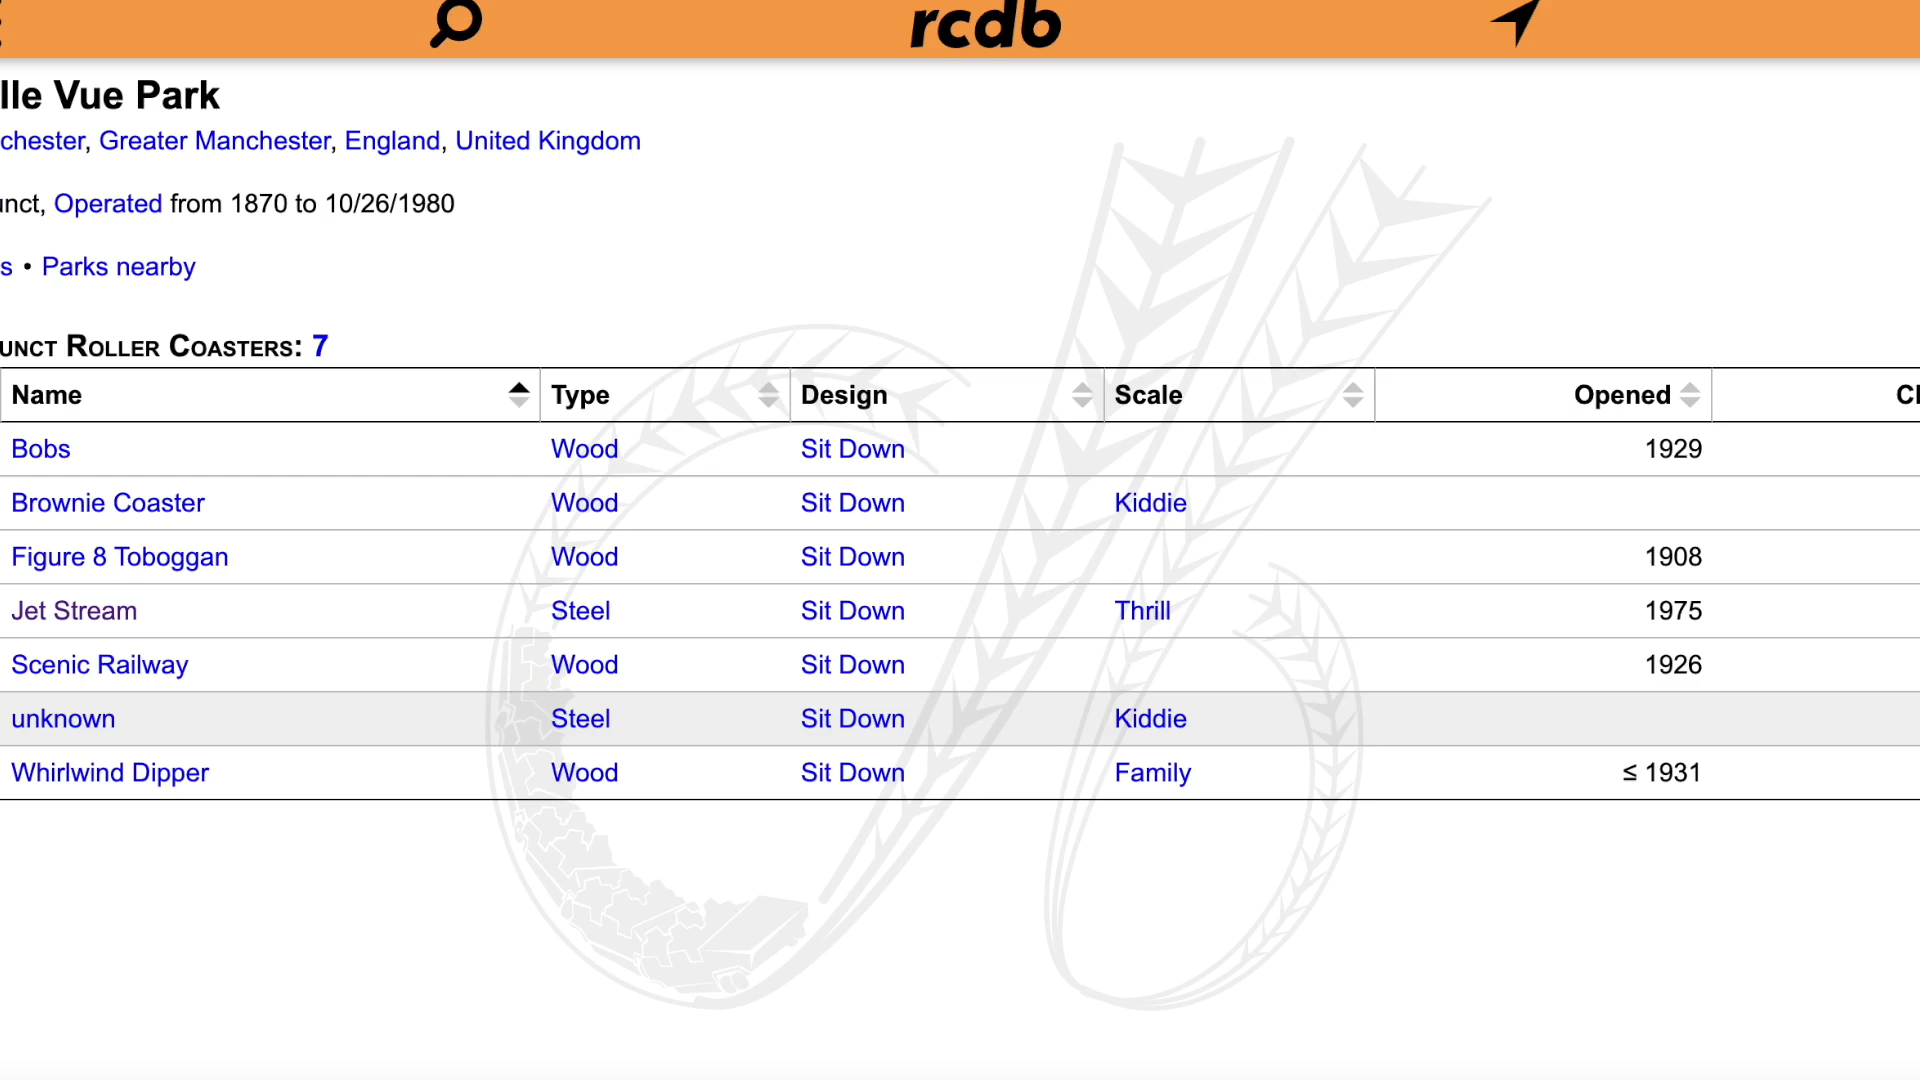 rcdb
lle Vue Park
chester, Greater Manchester, England, United Kingdom
unct, Operated from 1870 to 10/26/1980
s • Parks nearby
unct Roller Coasters: 7
Name Type Design Scale Opened Cl
Bobs Wood Sit Down 1929
Brownie Coaster Wood Sit Down Kiddie
Figure 8 Toboggan Wood Sit Down 1908
Jet Stream Steel Sit Down Thrill 1975
Scenic Railway Wood Sit Down 1926
unknown Steel Sit Down Kiddie
Whirlwind Dipper Wood Sit Down Family ≤ 1931